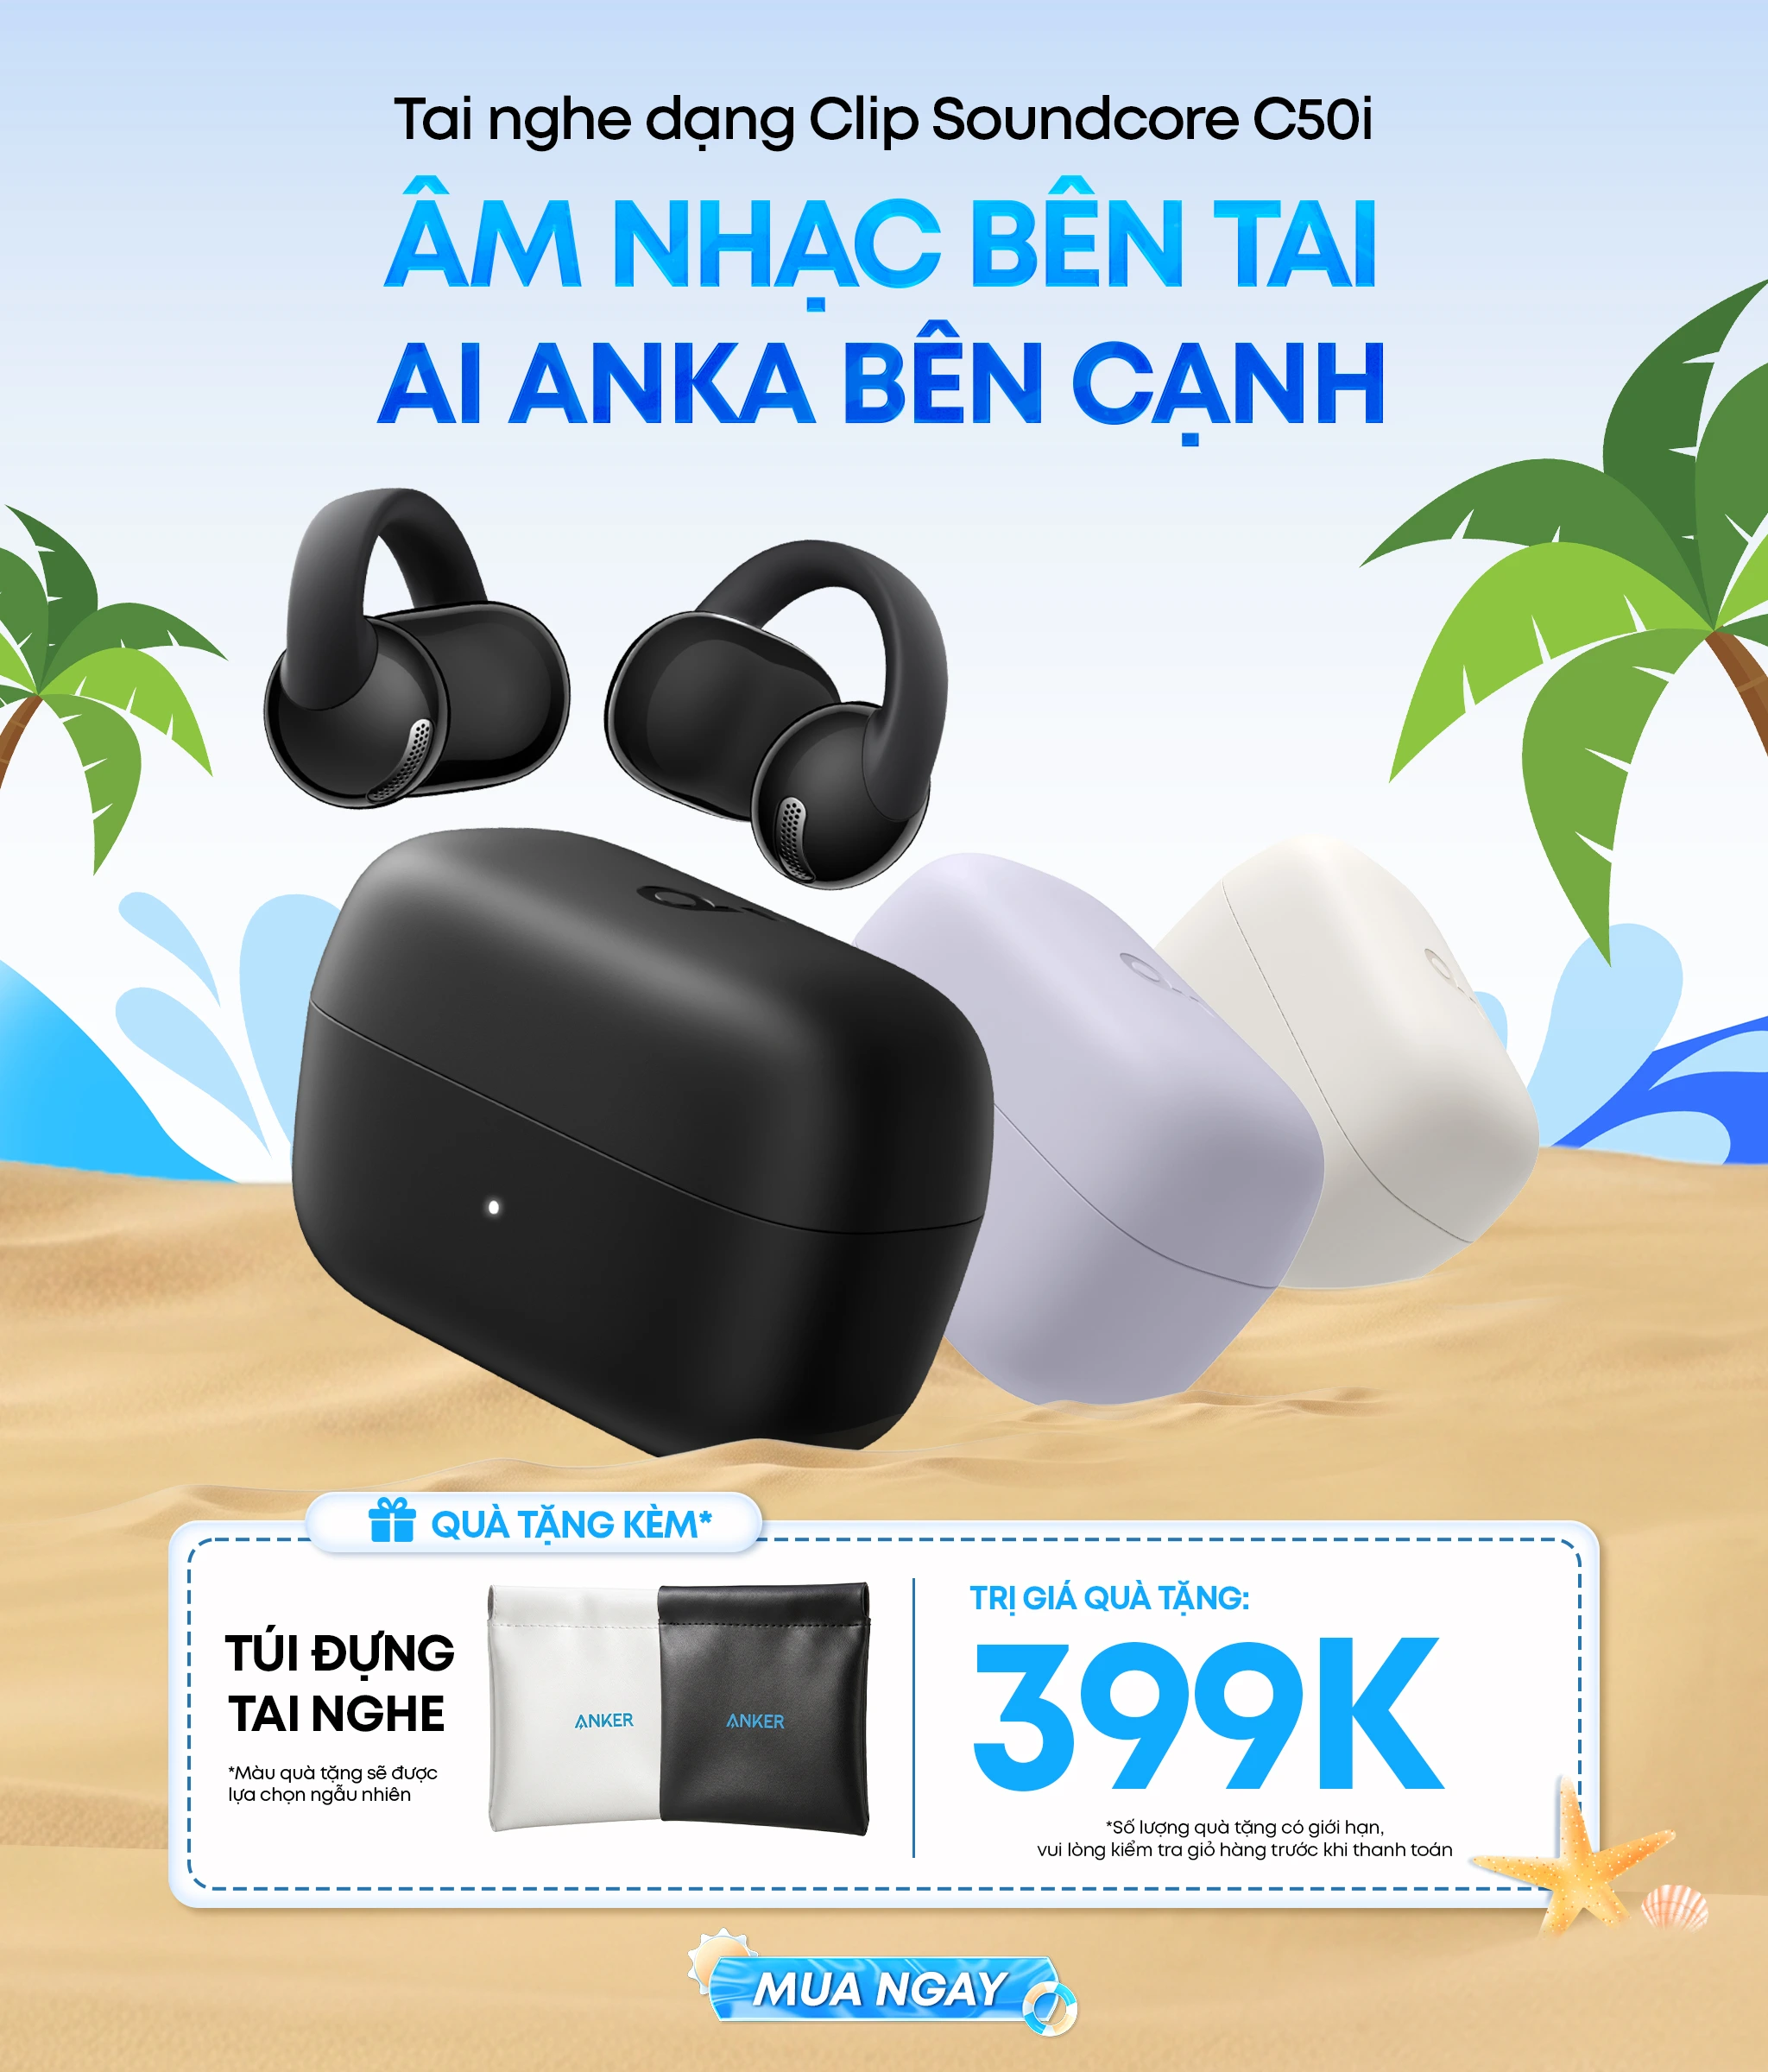 Tai nghe dạng Clip Soundcore C50i
ÂM NHẠC BÊN TAI
AI ANKA BÊN CẠNH
QUÀ TẶNG KÈM*
TÚI ĐỰNG
TAI NGHE
*Màu quà tặng sẽ được
lựa chọn ngẫu nhiên
ANKER
ANKER
TRỊ GIÁ QUÀ TẶNG:
399K
*Số lượng quà tặng có giới hạn,
vui lòng kiểm tra giỏ hàng trước khi thanh toán
MUA NGAY